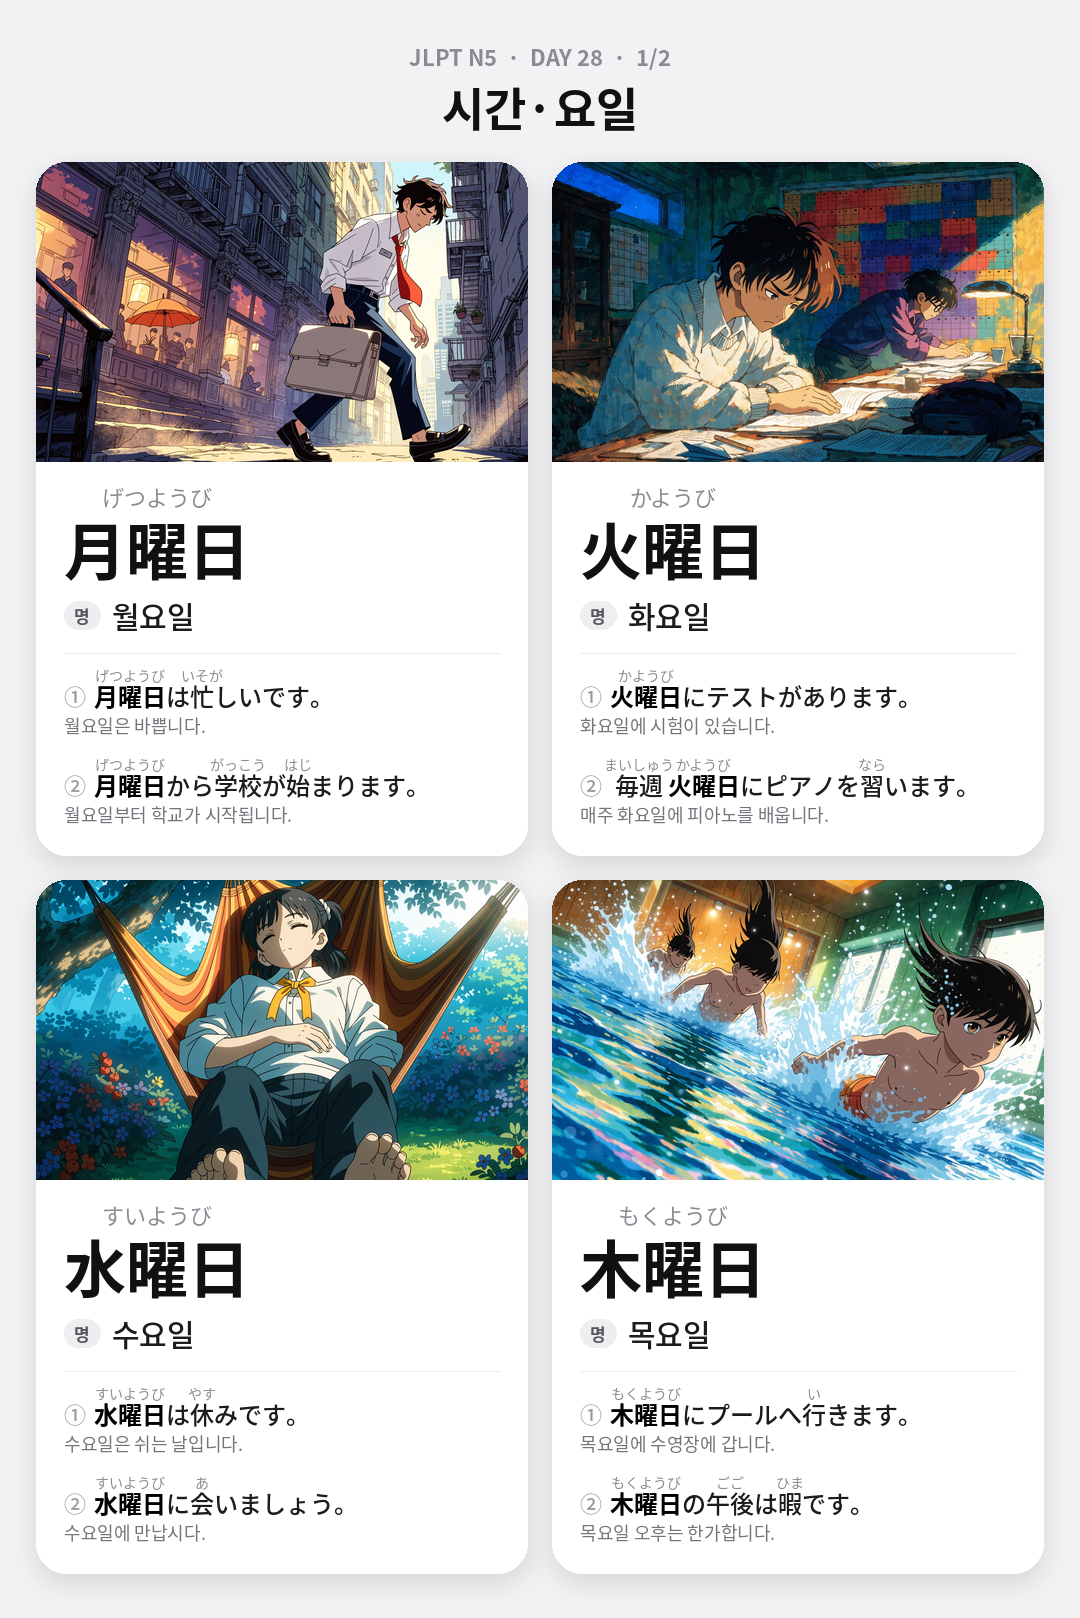 JLPT N5 · DAY 28 · 1/2
시간·요일
げつようび
月曜日
명 월요일
げつようび いそが
① 月曜日は忙しいです。
월요일은 바쁩니다.
げつようび がっこう はじ
② 月曜日から学校が始まります。
월요일부터 학교가 시작됩니다.
かようび
火曜日
명 화요일
かようび
① 火曜日にテストがあります。
화요일에 시험이 있습니다.
まいしゅう かようび なら
② 毎週 火曜日にピアノを習います。
매주 화요일에 피아노를 배웁니다.
すいようび
水曜日
명 수요일
すいようび やす
① 水曜日は休みです。
수요일은 쉬는 날입니다.
すいようび あ
② 水曜日に会いましょう。
수요일에 만납시다.
もくようび
木曜日
명 목요일
もくようび い
① 木曜日にプールへ行きます。
목요일에 수영장에 갑니다.
もくようび ごご ひま
② 木曜日の午後は暇です。
목요일 오후는 한가합니다.